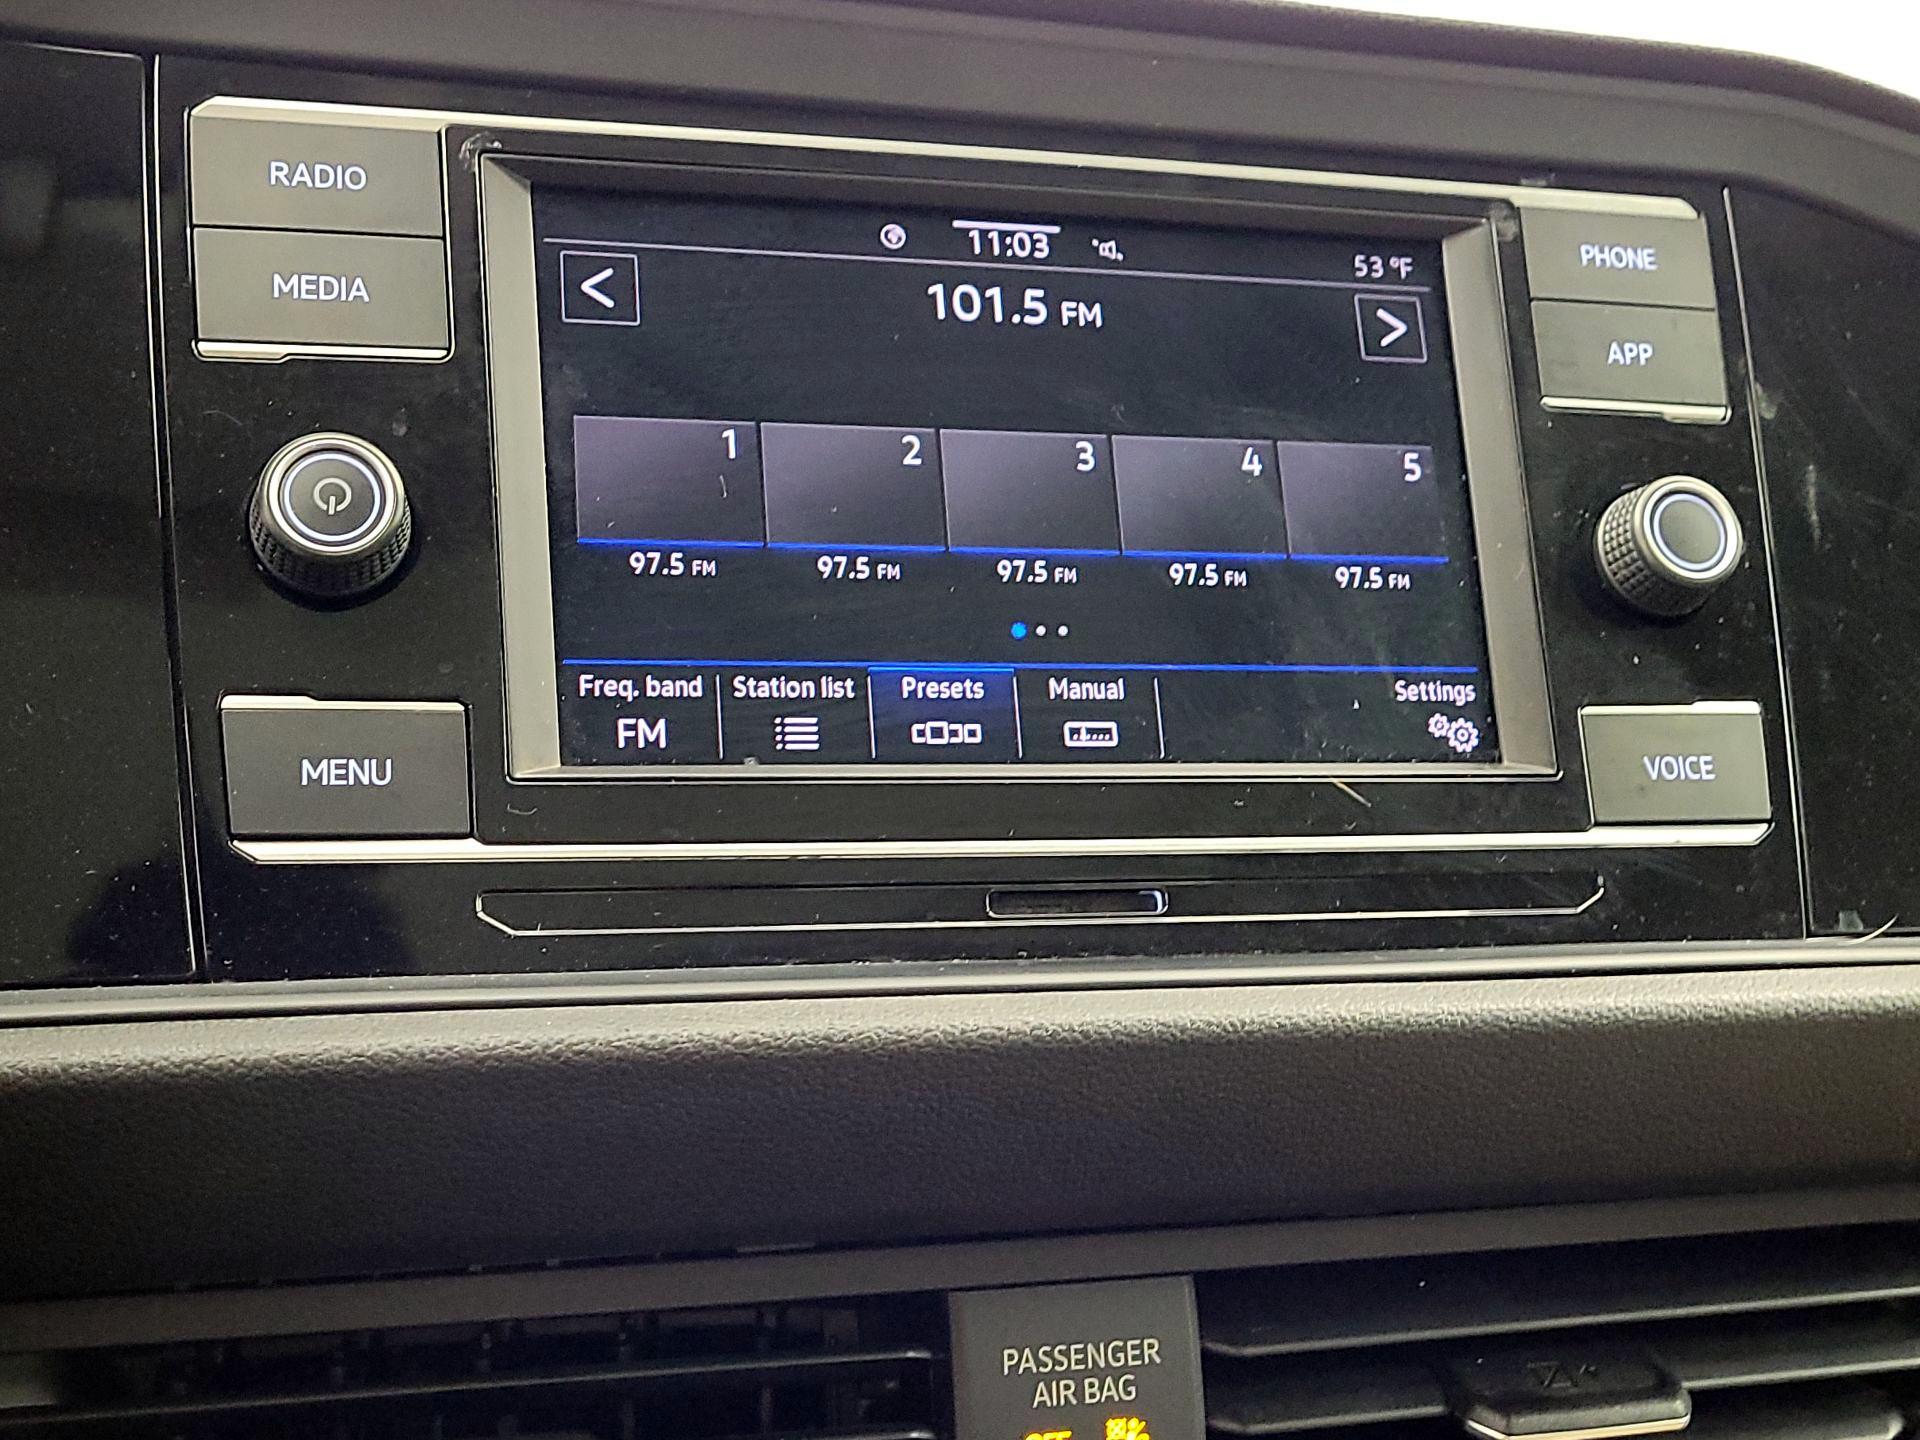 RADIO
MEDIA
MENU
11:03
53 °F
<
101.5 FM
>
1 2 3 4 5
97.5 FM 97.5 FM 97.5 FM 97.5 FM 97.5 FM
Freq. band Station list Presets Manual Settings
FM
PHONE
APP
VOICE
PASSENGER
AIR BAG
OFF